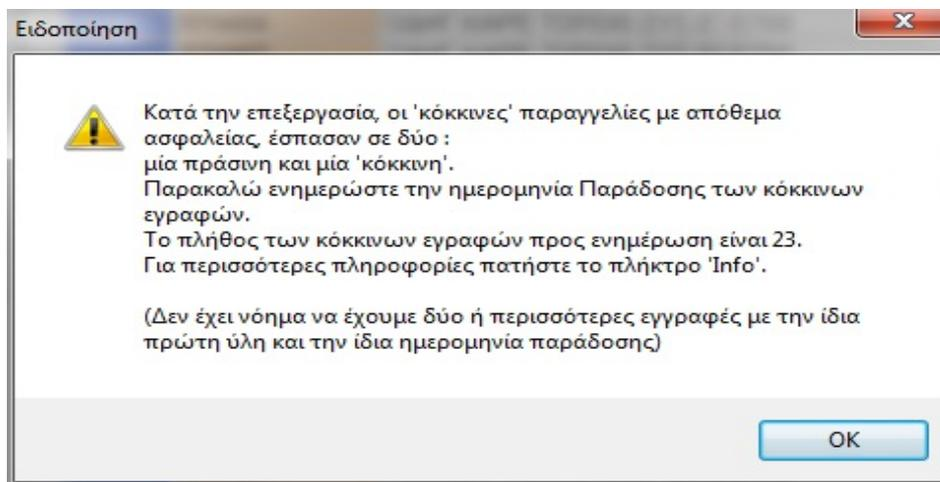 Ειδοποίηση
Κατά την επεξεργασία, οι 'κόκκινες' παραγγελίες με απόθεμα
ασφαλείας, έσπασαν σε δύο :
μία πράσινη και μία 'κόκκινη'.
Παρακαλώ ενημερώστε την ημερομηνία Παράδοσης των κόκκινων
εγραφών.
Το πλήθος των κόκκινων εγραφών προς ενημέρωση είναι 23.
Για περισσότερες πληροφορίες πατήστε το πλήκτρο 'Info'.
(Δεν έχει νόημα να έχουμε δύο ή περισσότερες εγγραφές με την ίδια
πρώτη ύλη και την ίδια ημερομηνία παράδοσης)
OK